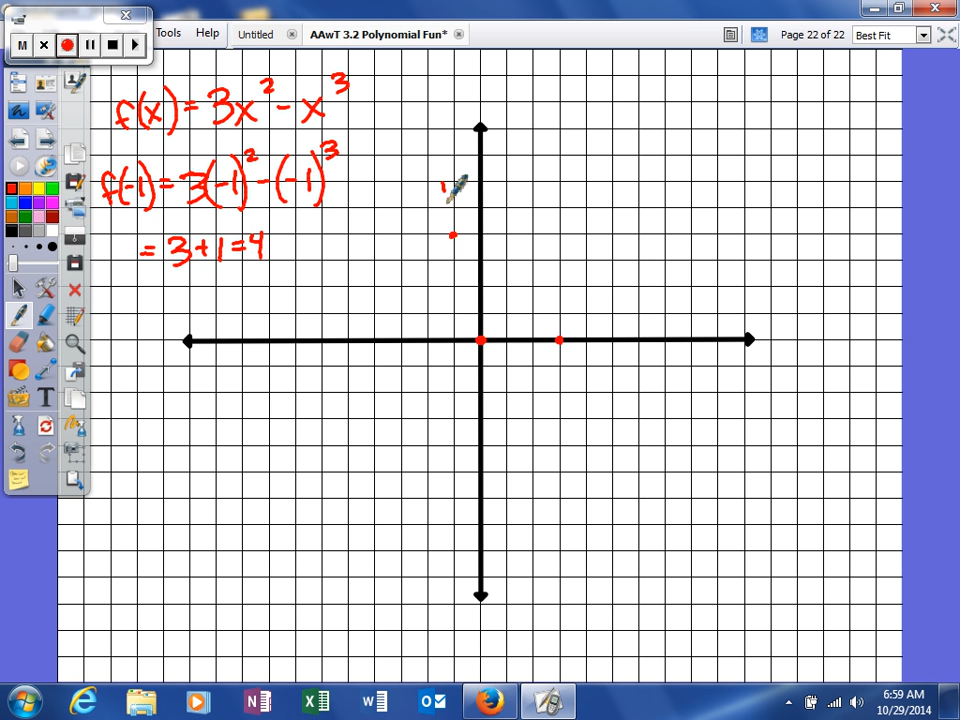 M
Tools Help Untitled AAwT 3.2 Polynomial Fun* Page 22 of 22 Best Fit
f(x) = 3x² - x³
f(-1) = 3(-1)² - (-1)³
= 3 + 1 = 4
T
6:59 AM
10/29/2014